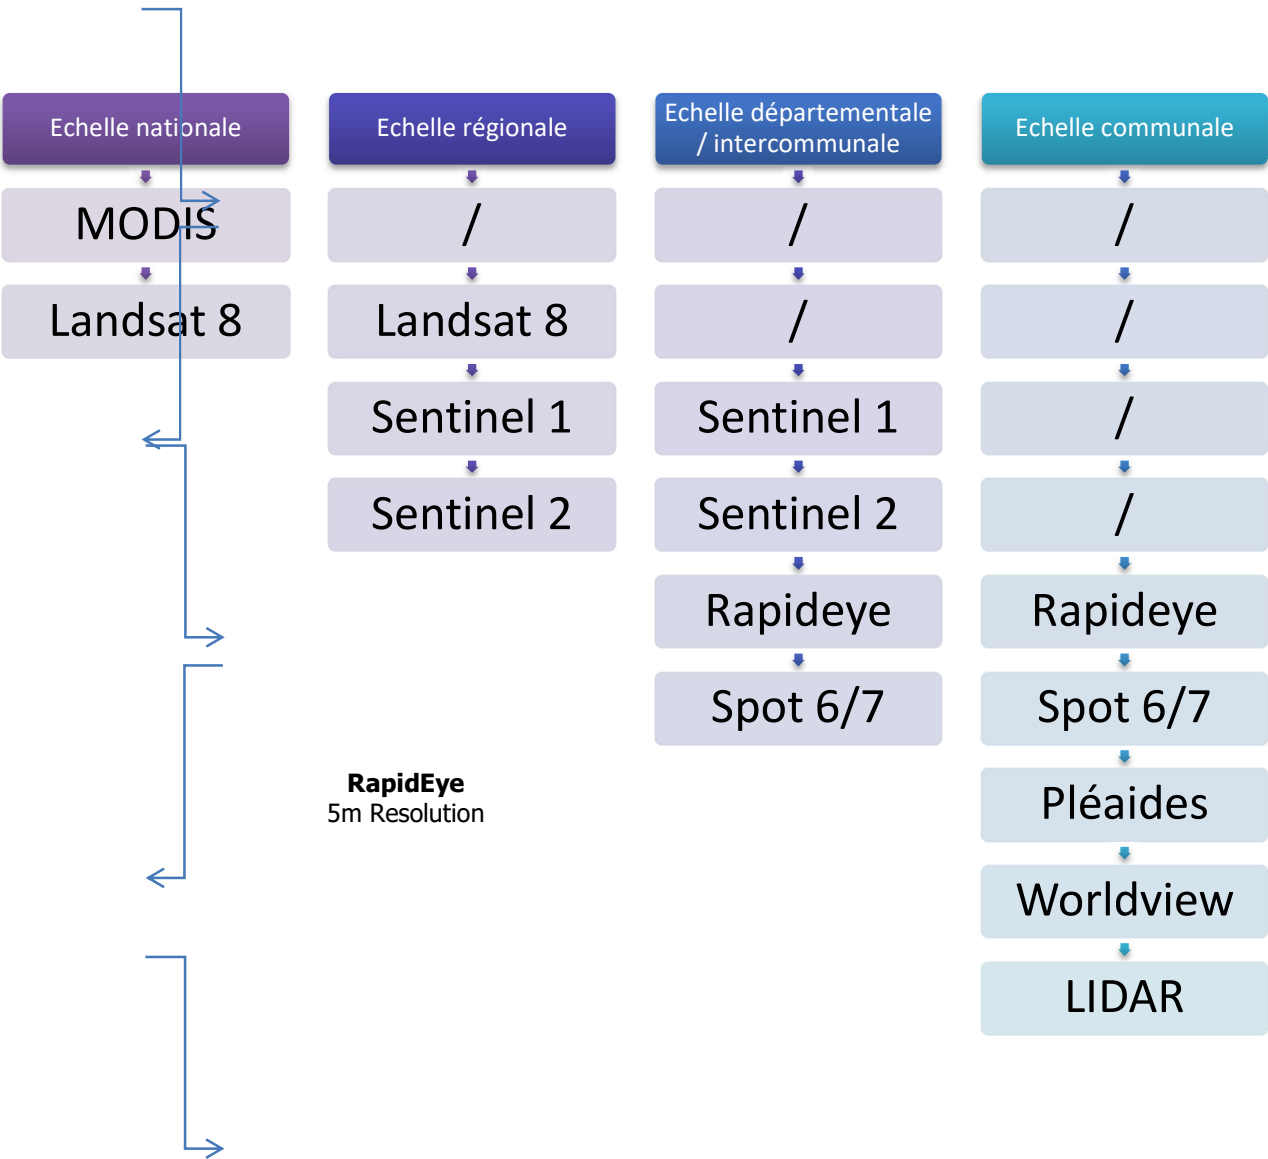 Echelle nationale
MODIS
Landsat 8
Echelle régionale
/
Landsat 8
Sentinel 1
Sentinel 2
Echelle départementale
/ intercommunale
/
/
Sentinel 1
Sentinel 2
Rapideye
Spot 6/7
Echelle communale
/
/
/
/
Rapideye
Spot 6/7
Pléaides
Worldview
LIDAR
RapidEye
5m Resolution